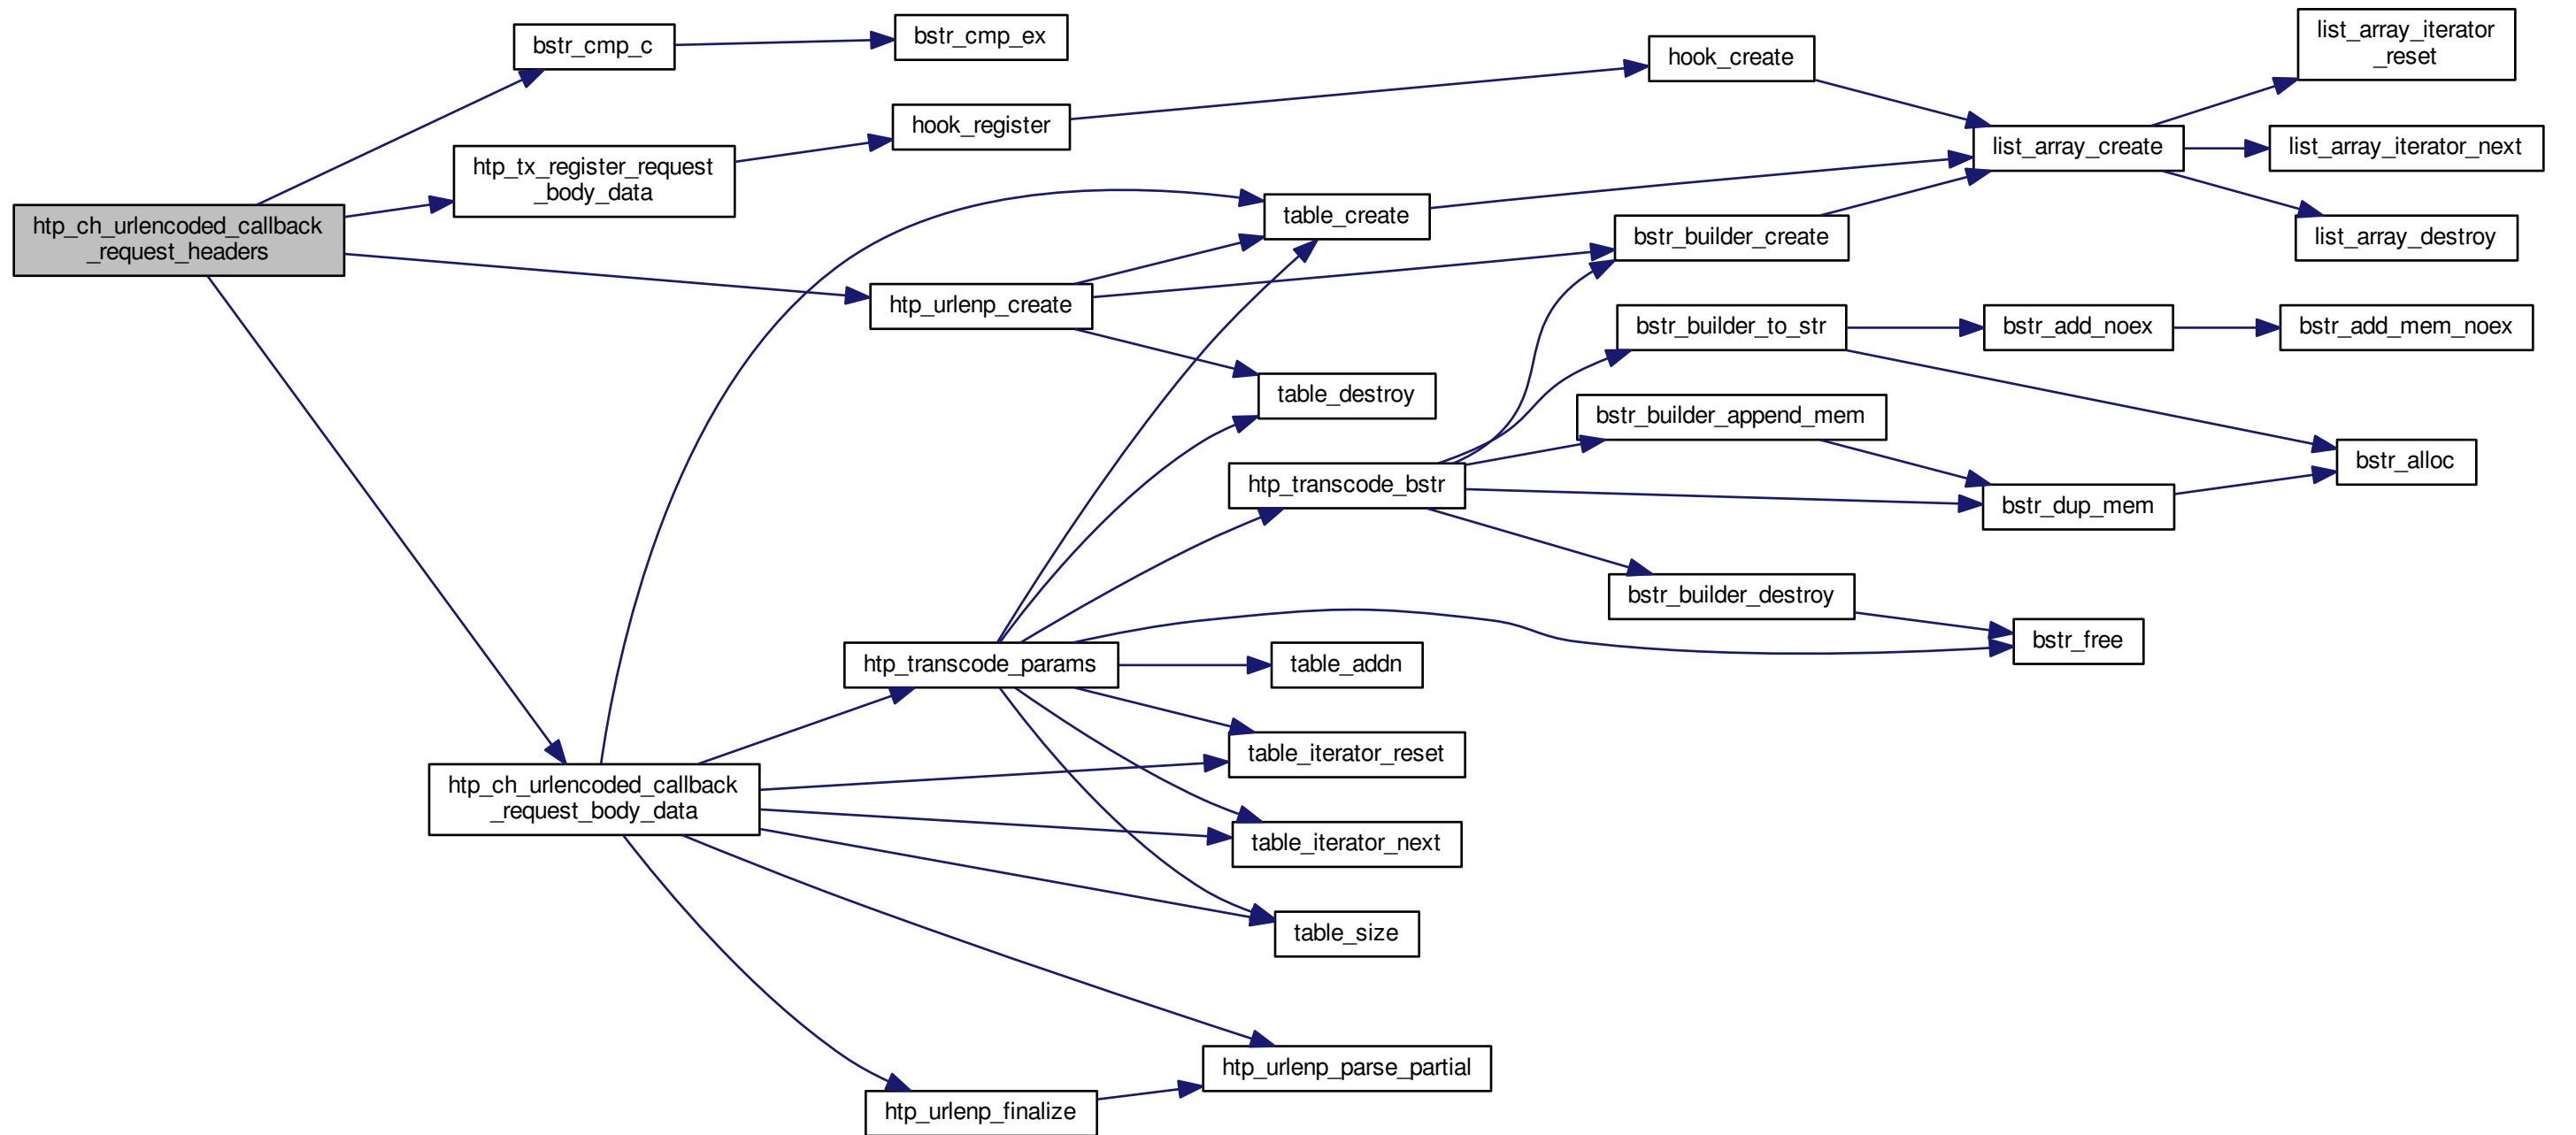 htp_ch_urlencoded_callback
_request_headers
bstr_cmp_c
bstr_cmp_ex
htp_tx_register_request
_body_data
hook_register
hook_create
list_array_create
list_array_iterator
_reset
list_array_iterator_next
list_array_destroy
htp_urlenp_create
table_create
bstr_builder_create
table_destroy
bstr_builder_to_str
bstr_add_noex
bstr_add_mem_noex
bstr_builder_append_mem
bstr_alloc
htp_transcode_bstr
bstr_dup_mem
bstr_builder_destroy
bstr_free
htp_transcode_params
table_addn
table_iterator_reset
htp_ch_urlencoded_callback
_request_body_data
table_iterator_next
table_size
htp_urlenp_parse_partial
htp_urlenp_finalize